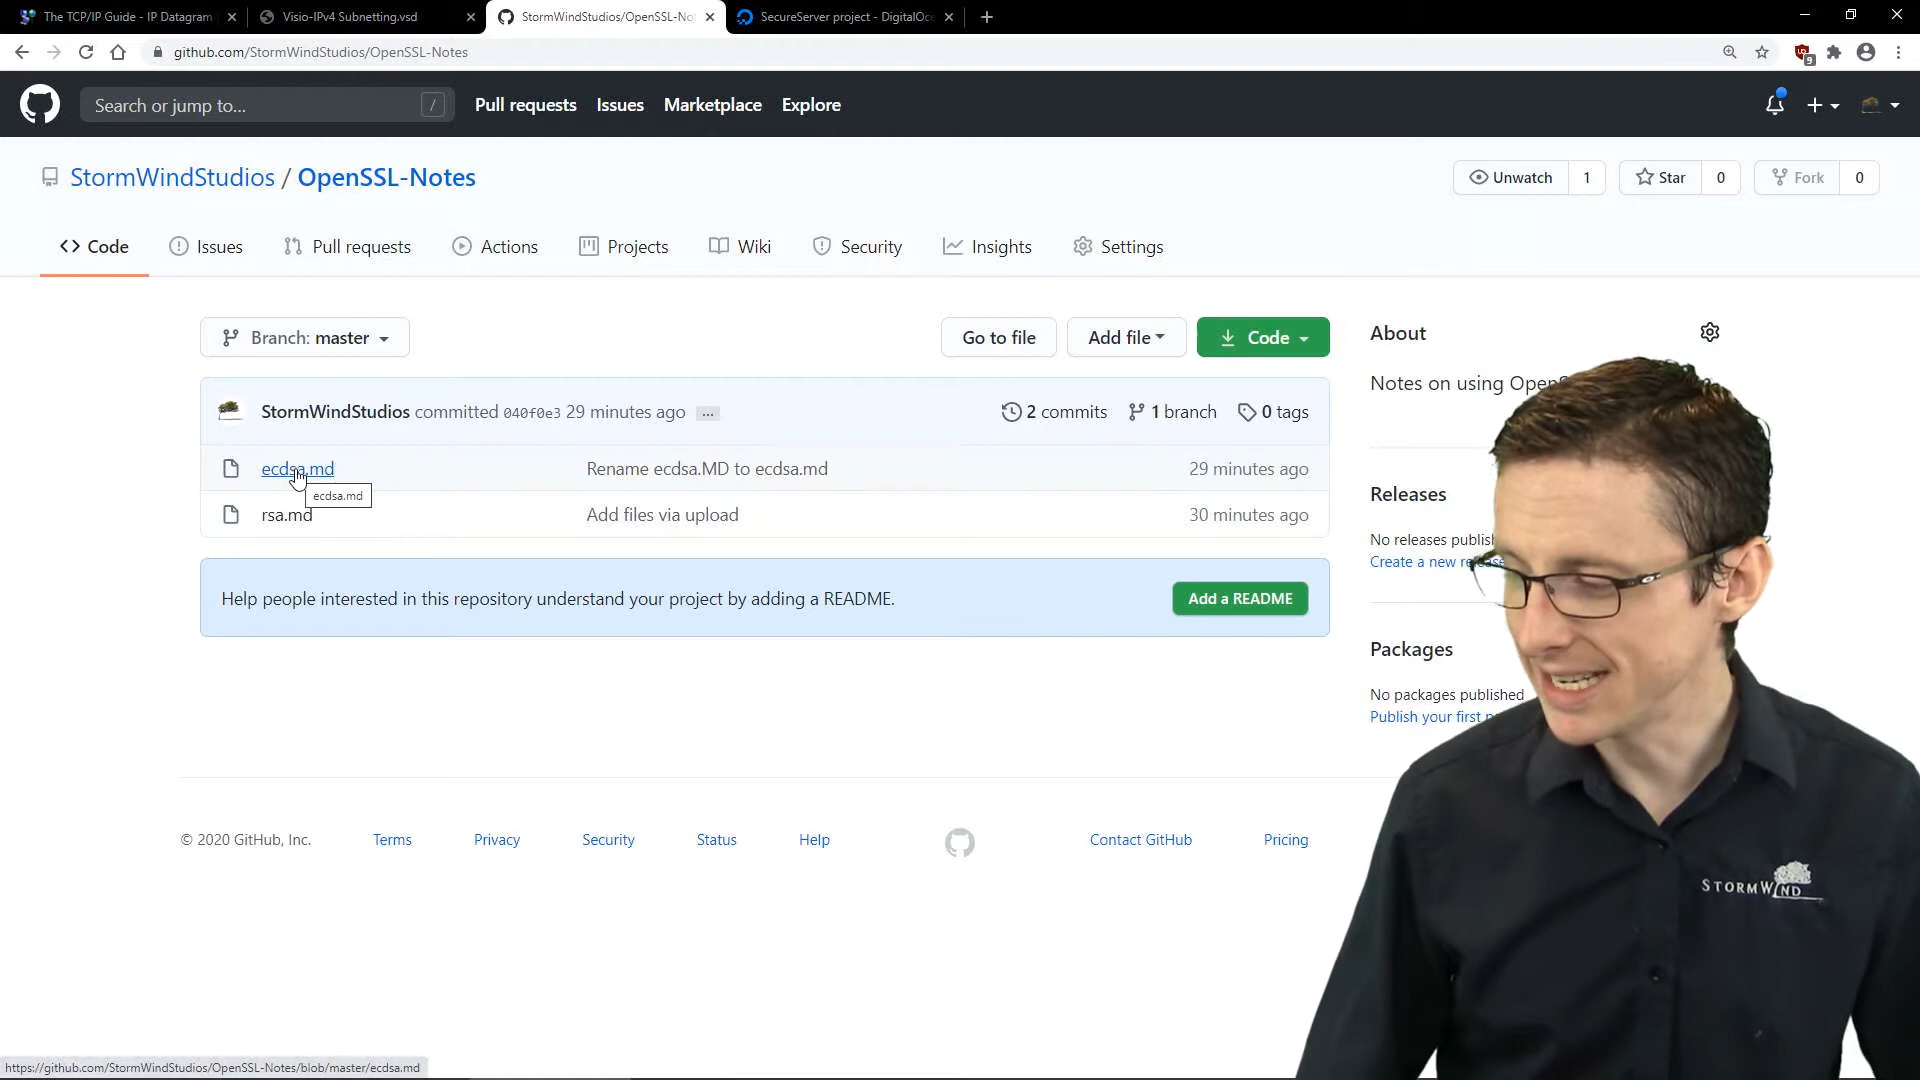 The TCP/IP Guide - IP Datagram
Visio-IPv4 Subnetting.vsd
StormWindStudios/OpenSSL-No
SecureServer project - DigitalOce
github.com/StormWindStudios/OpenSSL-Notes
9
Search or jump to...
/
Pull requests
Issues
Marketplace
Explore
StormWindStudios / OpenSSL-Notes
Unwatch 1
Star 0
Fork 0
Code
Issues
Pull requests
Actions
Projects
Wiki
Security
Insights
Settings
Branch: master
Go to file
Add file
Code
StormWindStudios committed 040f0e3 29 minutes ago ...
2 commits
1 branch
0 tags
ecdsa.md
Rename ecdsa.MD to ecdsa.md
29 minutes ago
ecdsa.md
rsa.md
Add files via upload
30 minutes ago
Help people interested in this repository understand your project by adding a README.
Add a README
About
Notes on using OpenS
Releases
No releases publish
Create a new release
Packages
No packages published
Publish your first p
© 2020 GitHub, Inc.
Terms
Privacy
Security
Status
Help
Contact GitHub
Pricing
STORMWIND
https://github.com/StormWindStudios/OpenSSL-Notes/blob/master/ecdsa.md